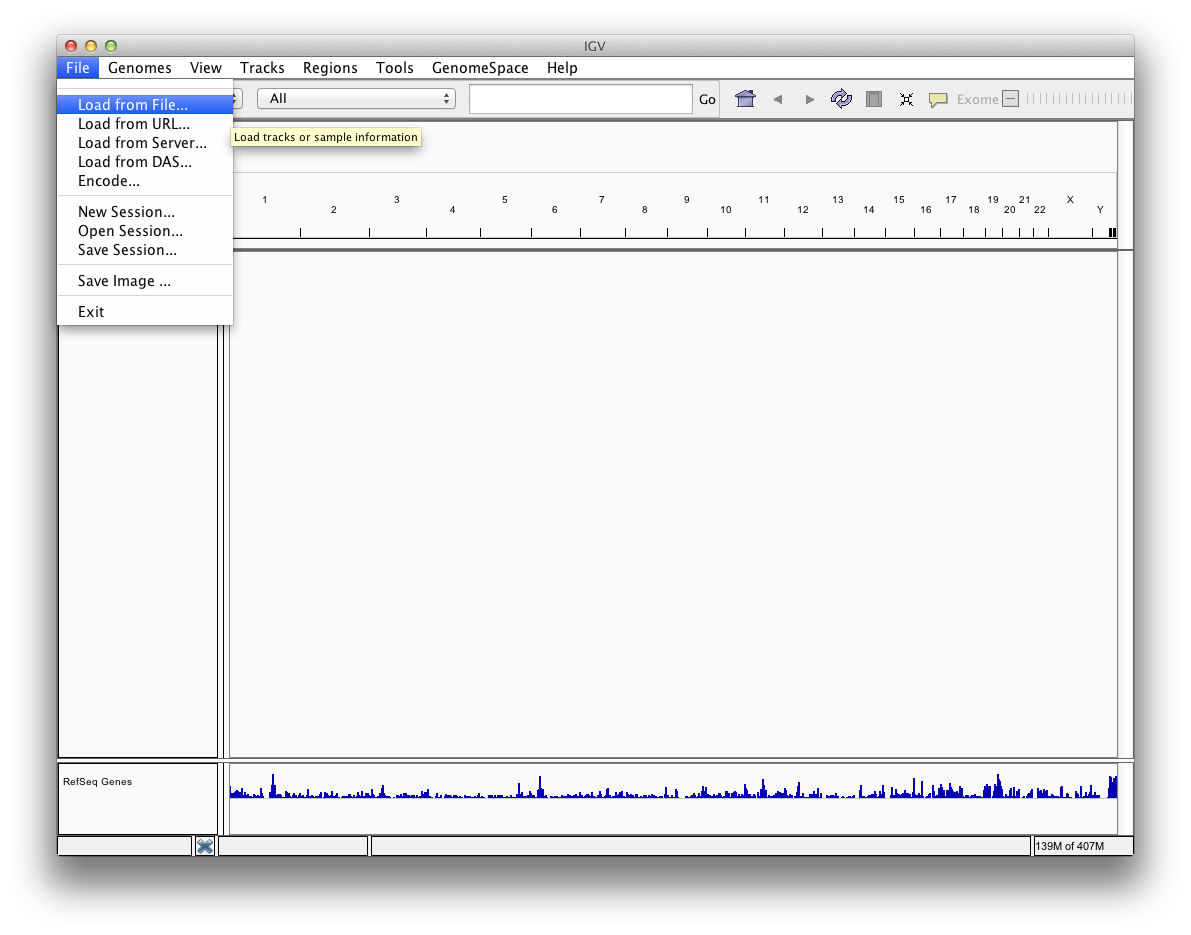 IGV
File Genomes View Tracks Regions Tools GenomeSpace Help
All Go Exome
Load from File...
Load from URL...
Load tracks or sample information
Load from Server...
Load from DAS...
Encode...
New Session...
Open Session...
Save Session...
Save Image ...
Exit
1 2 3 4 5 6 7 8 9 10 11 12 13 14 15 16 17 18 19 20 21 22 X Y
RefSeq Genes
139M of 407M